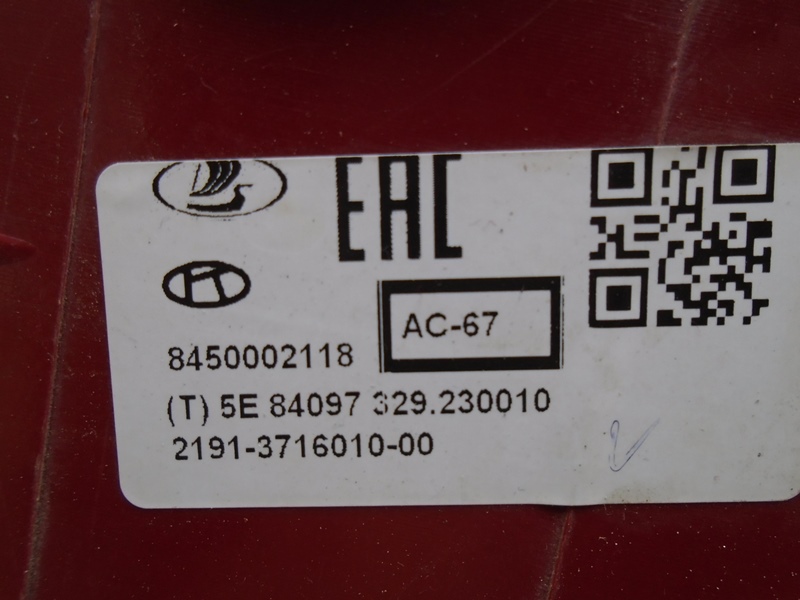 EAC
AC-67
8450002118
(T) 5E 84097 329.230010
2191-3716010-00